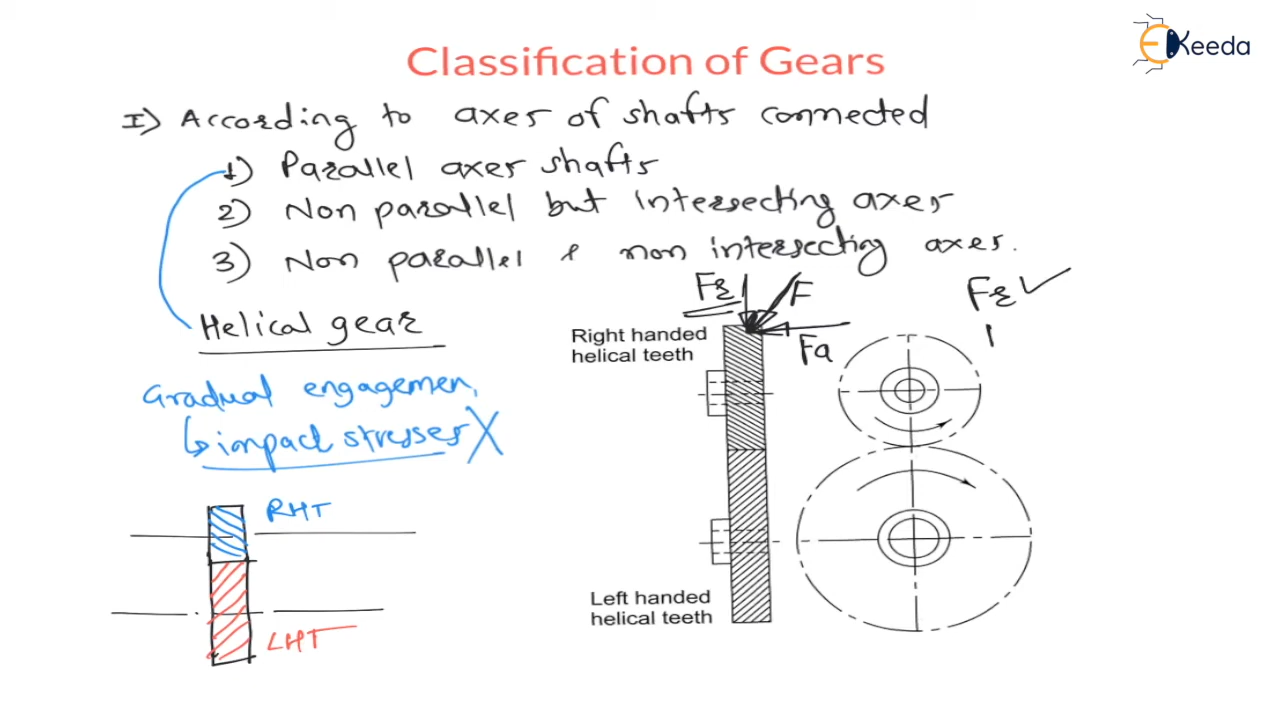 Classification of Gears
EKeeda
I) According to axes of shafts connected
1) Parallel axes shafts
2) Non parallel but intersecting axes
3) Non parallel & non intersecting axes.
Helical gear
Gradual engagemen
↳ impact stresses X
RHT
LHT
Fr
F
Fa
Fr ✓
Right handed
helical teeth
Left handed
helical teeth